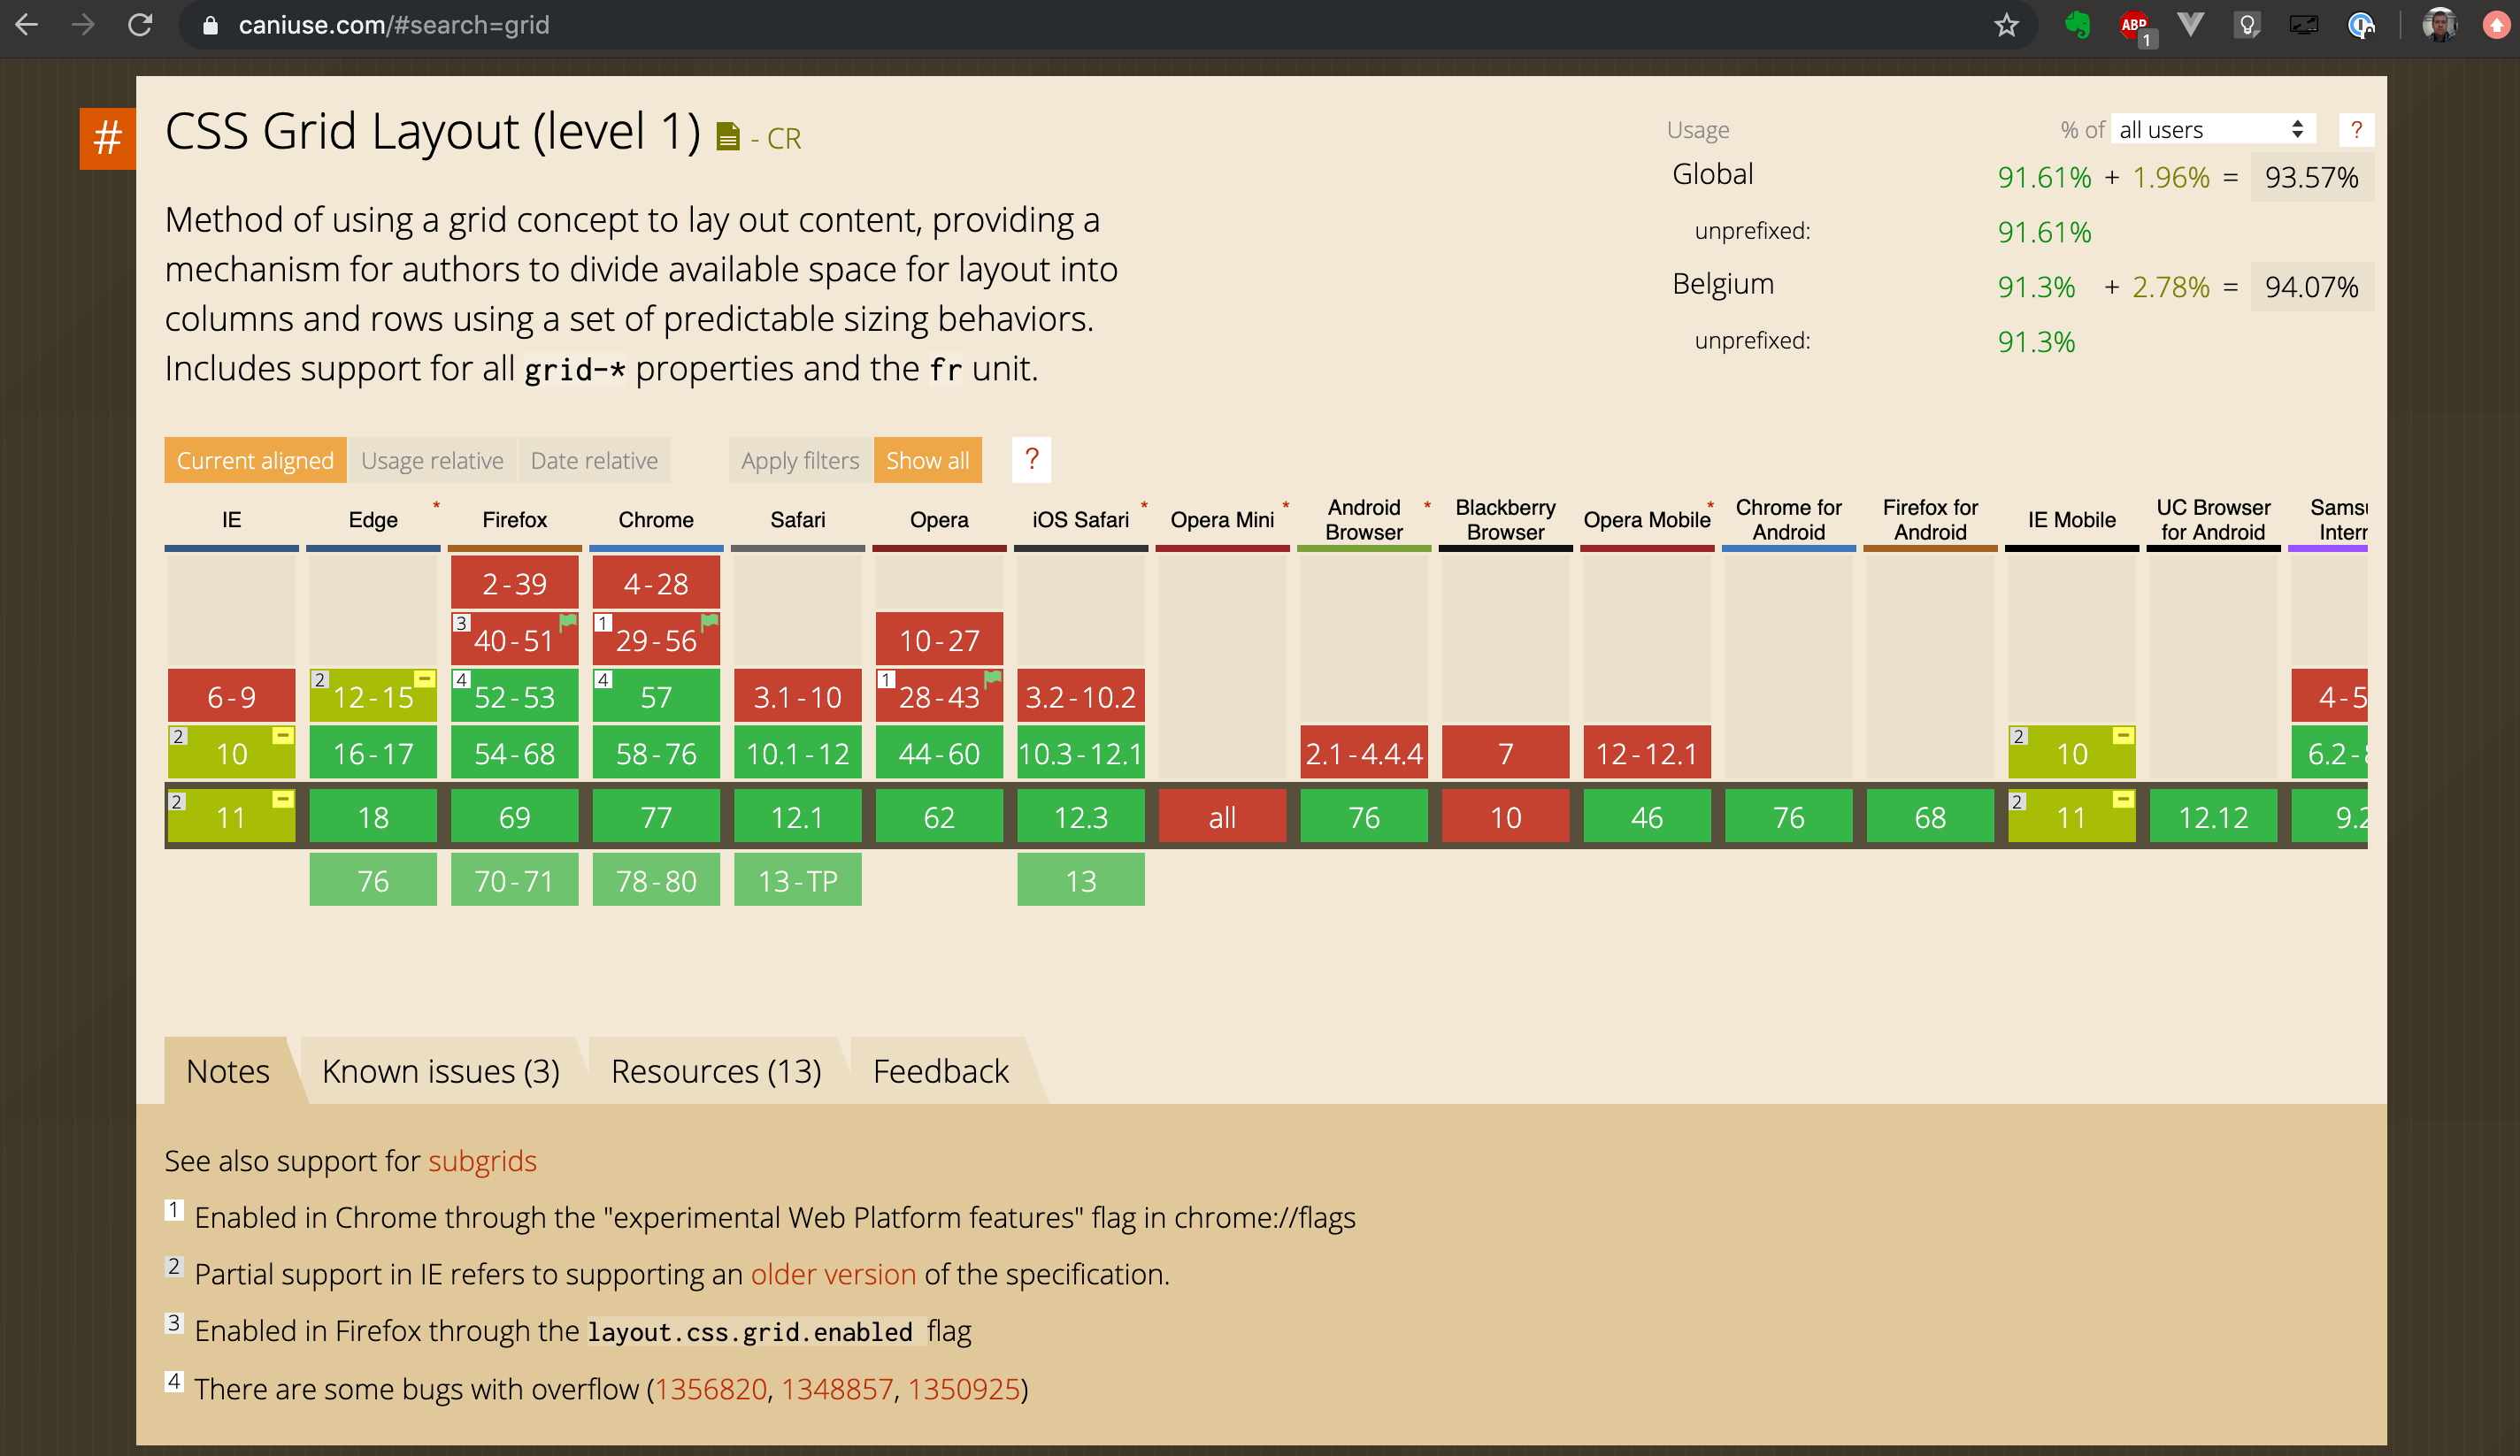 caniuse.com/#search=grid
ABP
1
#
CSS Grid Layout (level 1) - CR
Method of using a grid concept to lay out content, providing a
mechanism for authors to divide available space for layout into
columns and rows using a set of predictable sizing behaviors.
Includes support for all grid-* properties and the fr unit.
Usage % of all users ?
Global 91.61% + 1.96% = 93.57%
unprefixed: 91.61%
Belgium 91.3% + 2.78% = 94.07%
unprefixed: 91.3%
Current aligned Usage relative Date relative Apply filters Show all ?
IE Edge * Firefox Chrome Safari Opera iOS Safari * Opera Mini * Android Browser * Blackberry Browser Opera Mobile * Chrome for Android Firefox for Android IE Mobile UC Browser for Android
2-39 4-28
3 40-51 1 29-56 10-27
6-9 2 12-15 4 52-53 4 57 3.1-10 1 28-43 3.2-10.2 4-5
2 10 16-17 54-68 58-76 10.1-12 44-60 10.3-12.1 2.1-4.4.4 7 12-12.1 2 10 6.2-
2 11 18 69 77 12.1 62 12.3 all 76 10 46 76 68 2 11 12.12 9.2
76 70-71 78-80 13-TP 13
Notes Known issues (3) Resources (13) Feedback
See also support for subgrids
1 Enabled in Chrome through the "experimental Web Platform features" flag in chrome://flags
2 Partial support in IE refers to supporting an older version of the specification.
3 Enabled in Firefox through the layout.css.grid.enabled flag
4 There are some bugs with overflow (1356820, 1348857, 1350925)